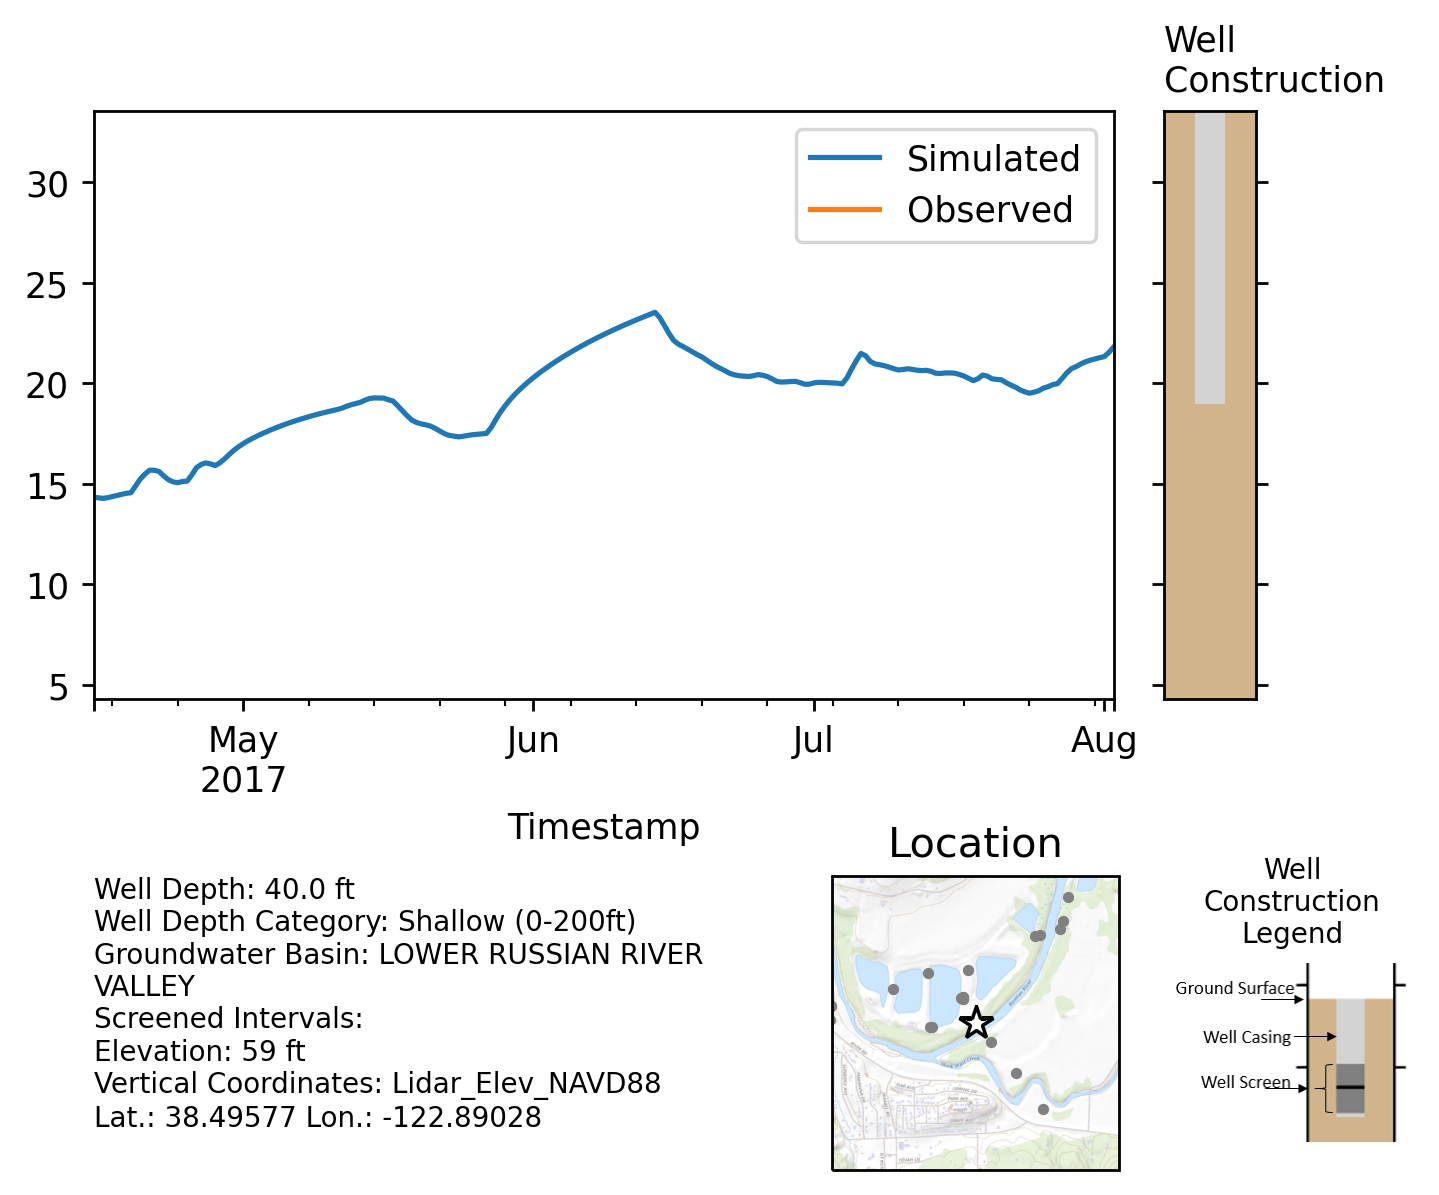 Well
Construction
Simulated
Observed
30
25
20
15
10
5
May
2017
Jun
Jul
Aug
Timestamp
Well Depth: 40.0 ft
Well Depth Category: Shallow (0-200ft)
Groundwater Basin: LOWER RUSSIAN RIVER
VALLEY
Screened Intervals:
Elevation: 59 ft
Vertical Coordinates: Lidar_Elev_NAVD88
Lat.: 38.49577 Lon.: -122.89028
Location
Well
Construction
Legend
Ground Surface
Well Casing
Well Screen